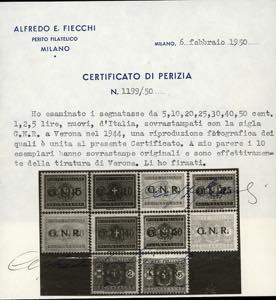 ALFREDO E. FIECCHI
PERITO FILATELICO
MILANO
MILANO, 6 febbraio 1950
CERTIFICATO DI PERIZIA
N. 1199/50
Ho esaminato i segnatasse da 5,10,20,25,30,40,50 cent.
1,2,5 lire, nuovi, d'Italia, sovrastampati con la sigla
G.N.R. a Verona nel 1944, una riproduzione fotografica dei
quali è unita al presente Certificato. A mio parere i 10
esemplari hanno sovrastampe originali e sono effettivamen-
te della tiratura di Verona. Li ho firmati.
G.N.R. G.N.R. G.N.R. G.N.R.
G.N.R. G.N.R. G.N.R. G.N.R.